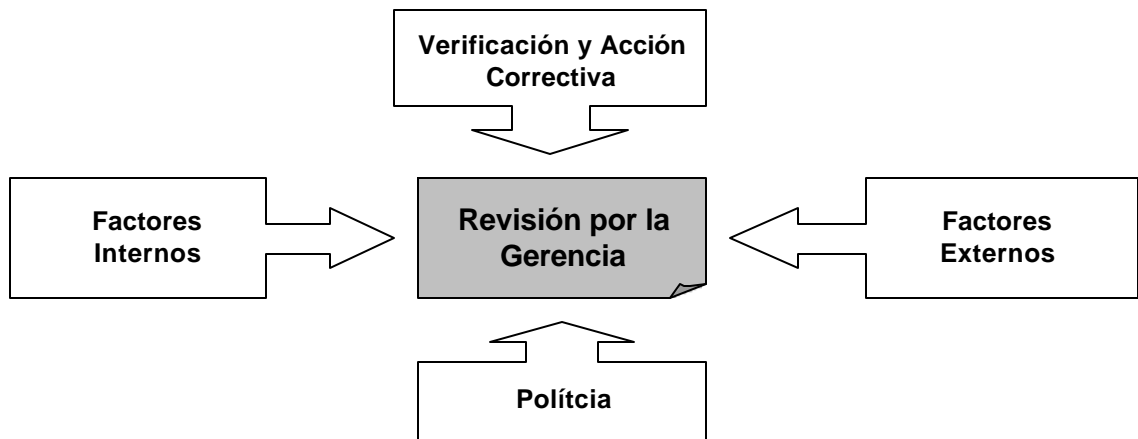 Verificación y Acción
Correctiva
Factores
Internos
Revisión por la
Gerencia
Factores
Externos
Polítcia